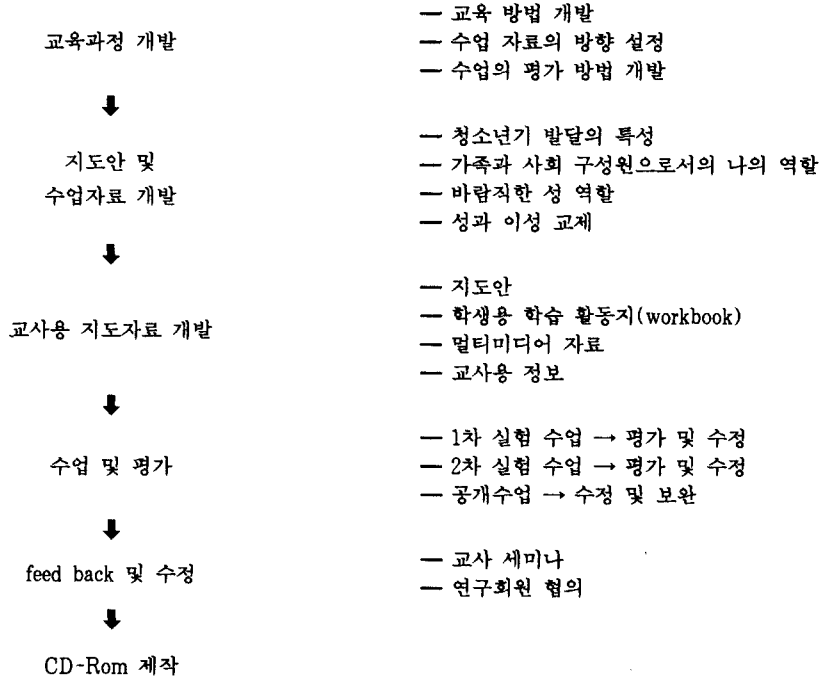 교육과정 개발
— 교육 방법 개발
— 수업 자료의 방향 설정
— 수업의 평가 방법 개발
⬇
지도안 및
수업자료 개발
— 청소년기 발달의 특성
— 가족과 사회 구성원으로서의 나의 역할
— 바람직한 성 역할
— 성과 이성 교제
⬇
교사용 지도자료 개발
— 지도안
— 학생용 학습 활동지(workbook)
— 멀티미디어 자료
— 교사용 정보
⬇
수업 및 평가
— 1차 실험 수업 → 평가 및 수정
— 2차 실험 수업 → 평가 및 수정
— 공개수업 → 수정 및 보완
⬇
feed back 및 수정
— 교사 세미나
— 연구회원 협의
⬇
CD-Rom 제작